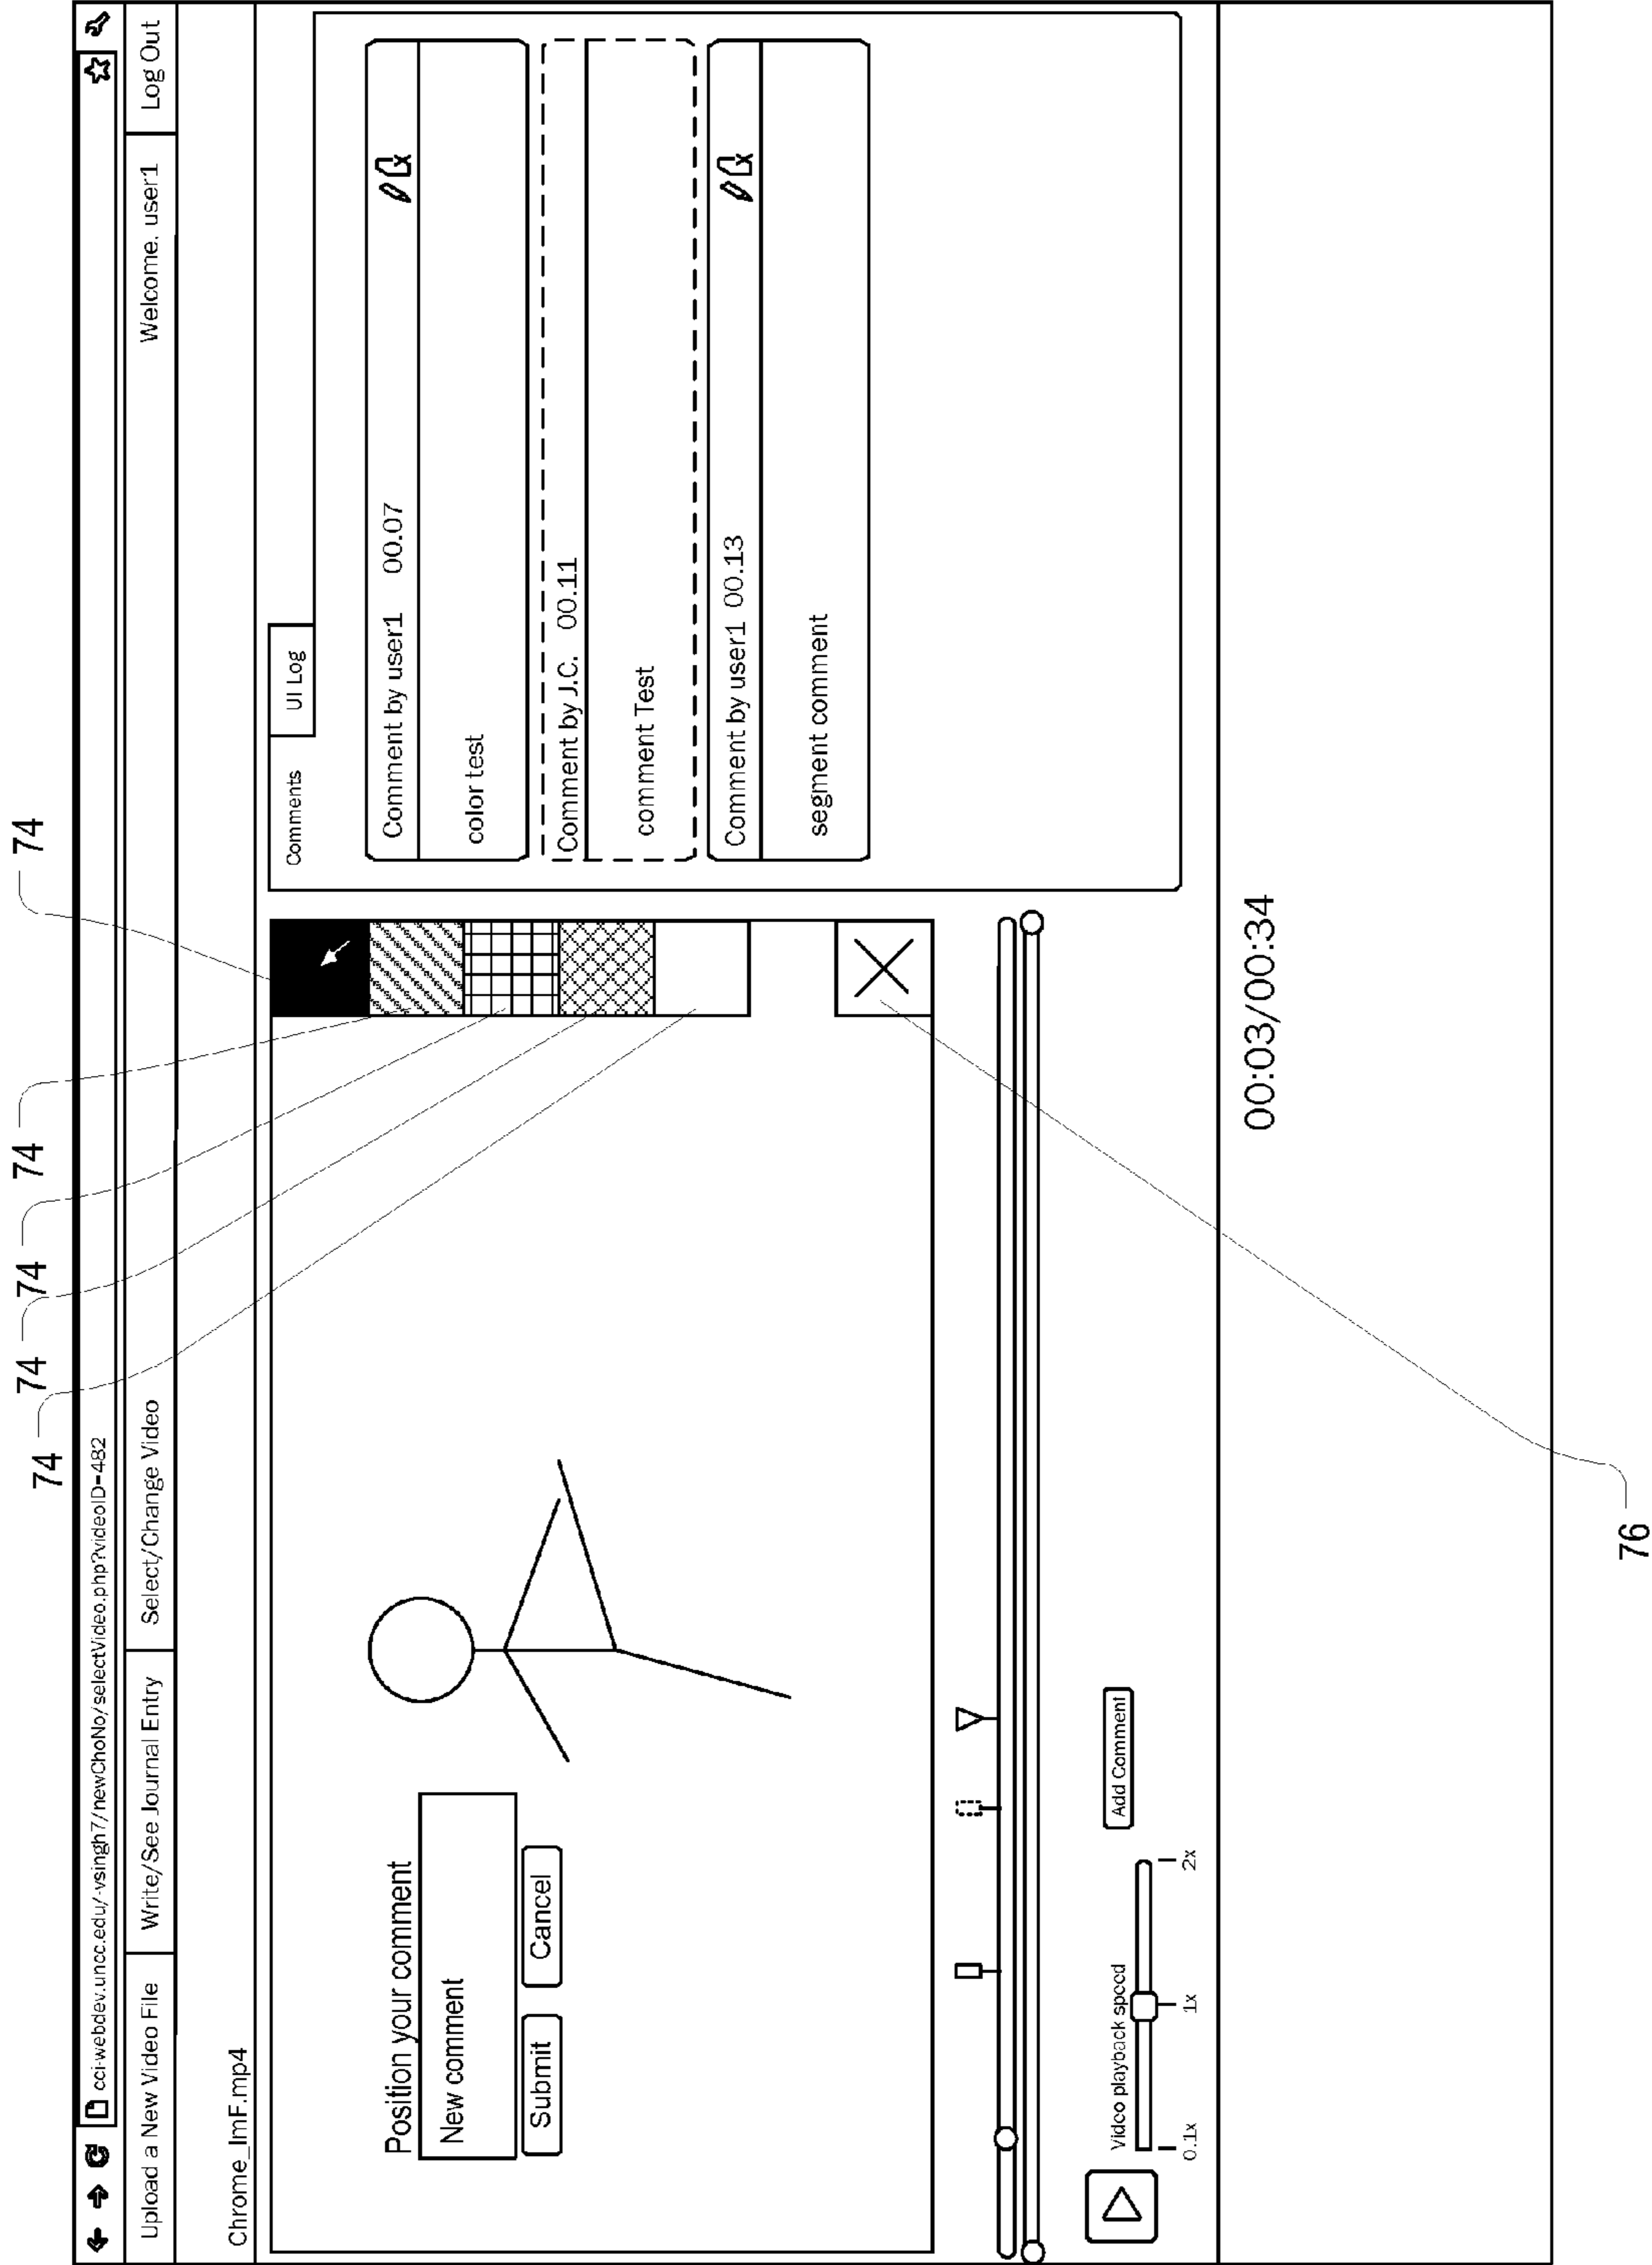 74
74
74
74
74
cci-webdev.uncc.edu/-vsingh7/newChoNo/selectVideo.php?videoID=482
Upload a New Video File
Write/See Journal Entry
Select/Change Video
Welcome. user1
Log Out
Chrome_ImF.mp4
Position your comment
New comment
Submit
Cancel
Comments
UI Log
Comment by user1 00.07
color test
Comment by J.C. 00.11
comment Test
Comment by user1 00.13
segment comment
Video playback speed
0.1x
1x
2x
Add Comment
00:03/00:34
76